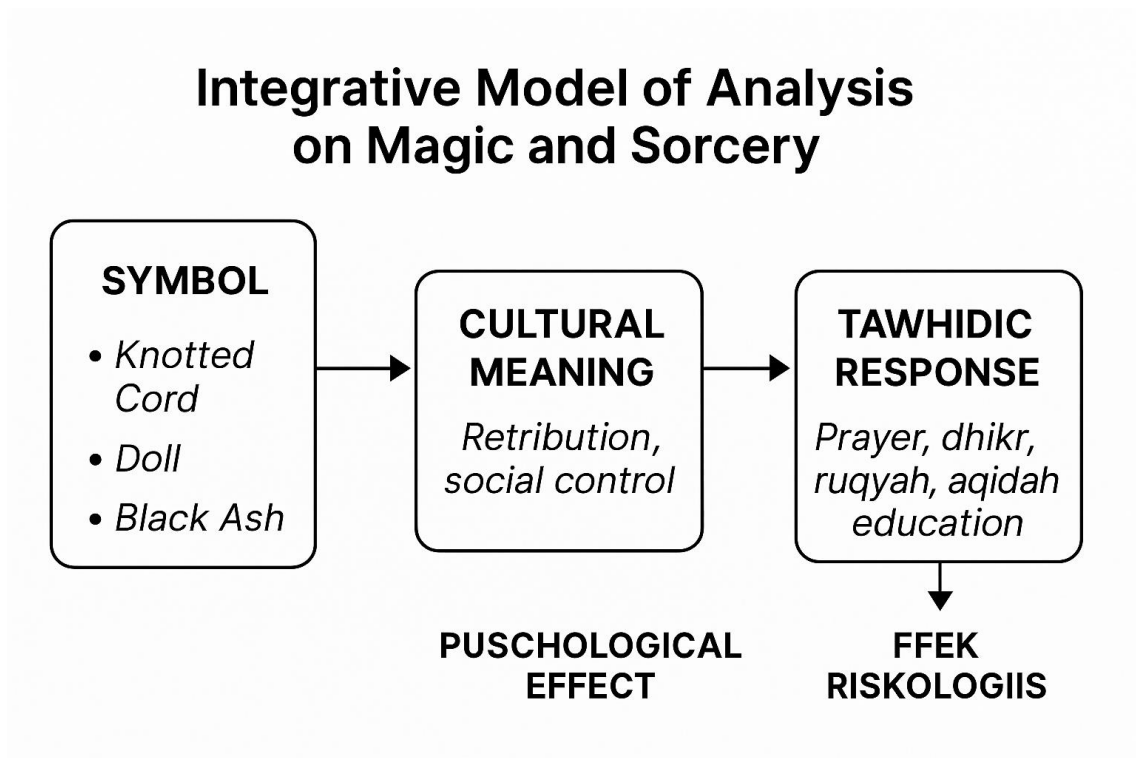 Integrative Model of Analysis
on Magic and Sorcery
SYMBOL
• Knotted
Cord
• Doll
• Black Ash
CULTURAL
MEANING
Retribution,
social control
TAWHIDIC
RESPONSE
Prayer, dhikr,
ruqyah, aqidah
education
PUSCHOLOGICAL
EFFECT
FFEK
RISKOLOGIIS